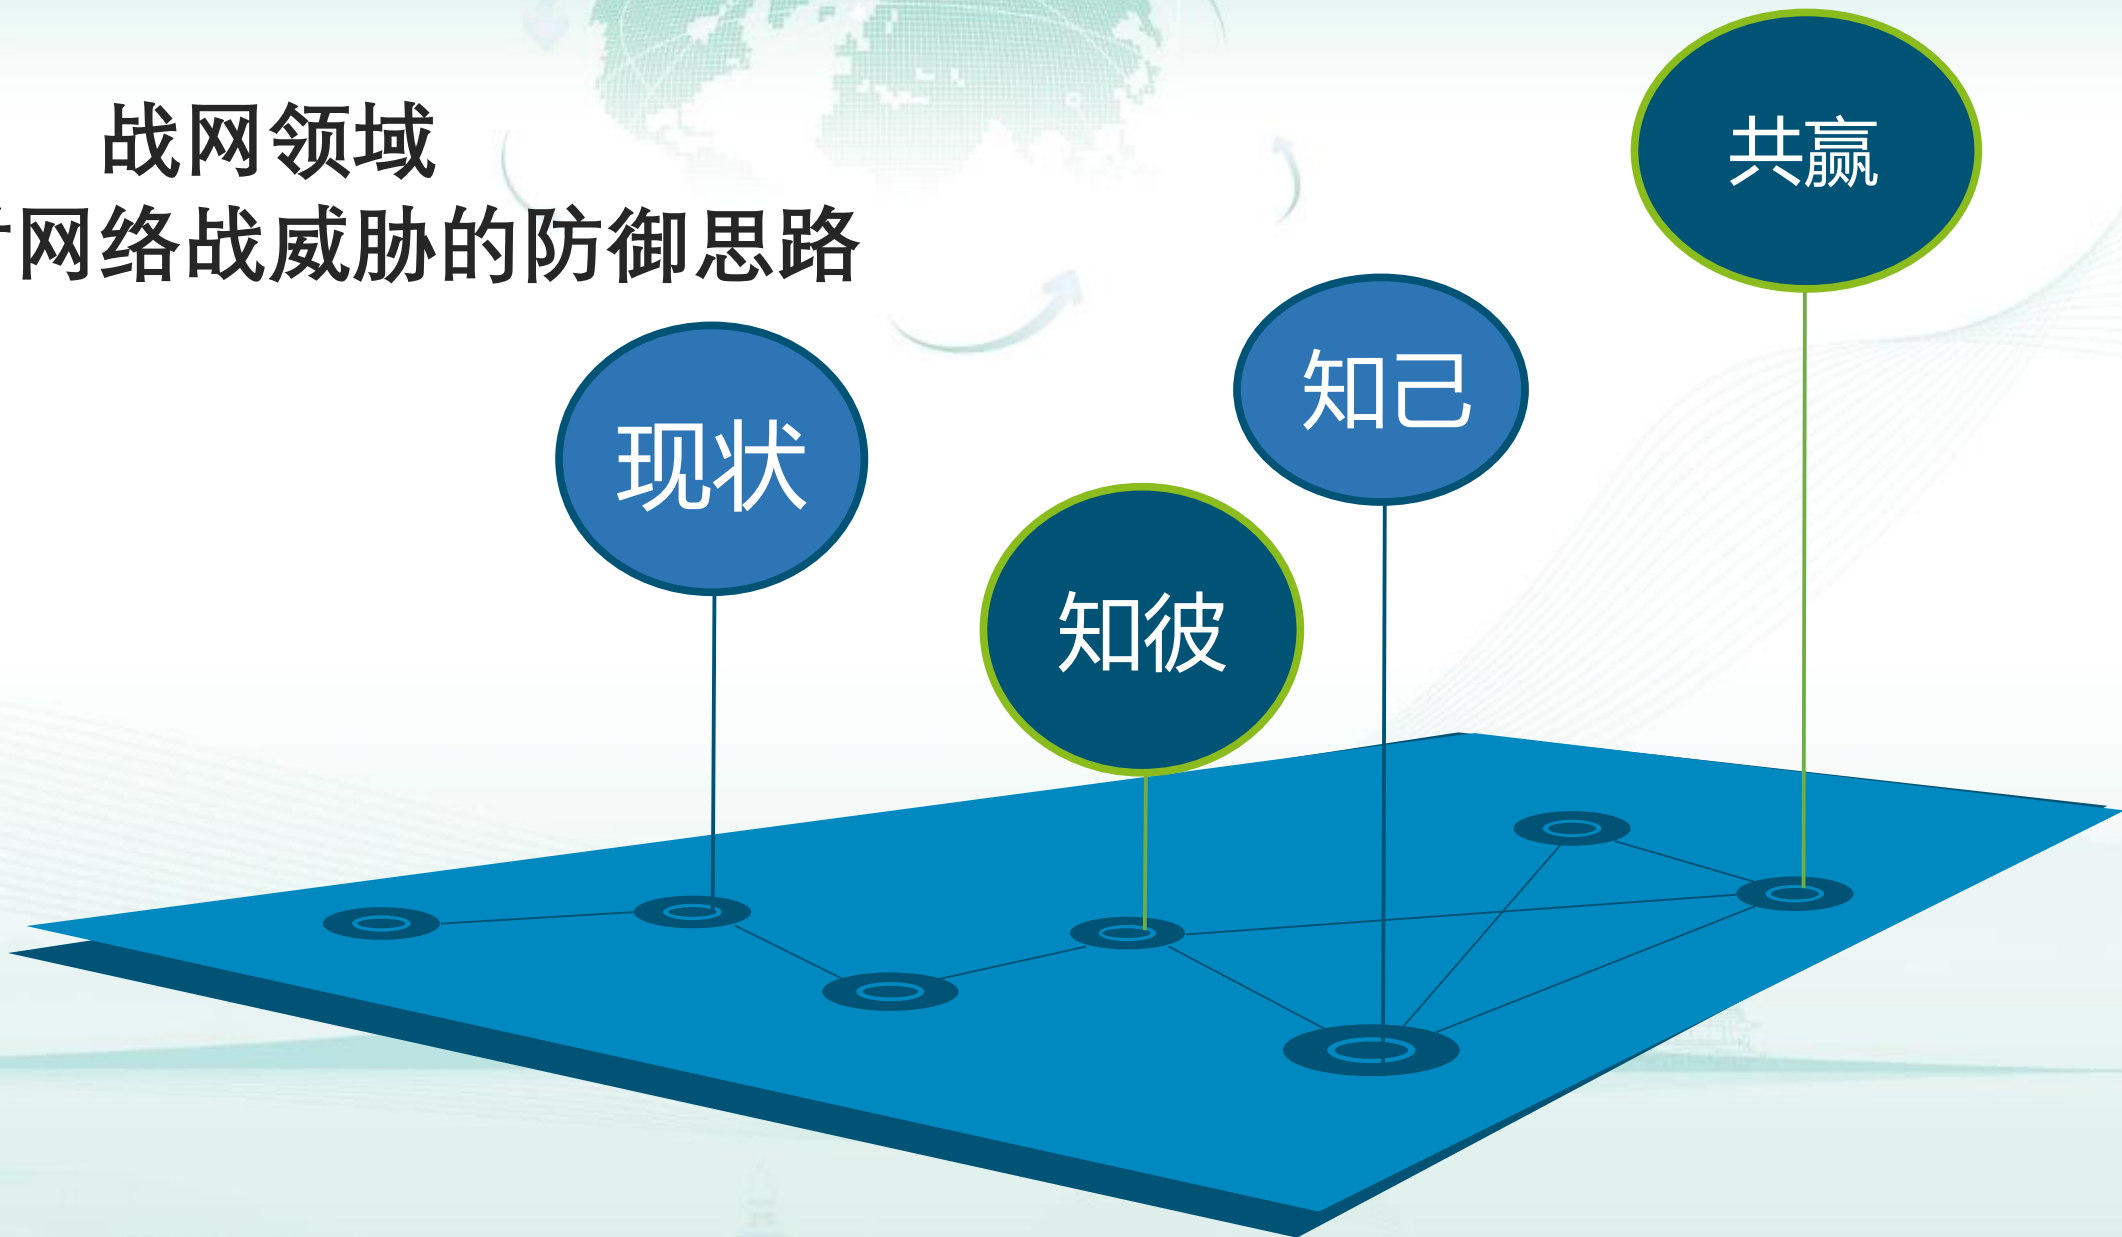 战网领域
网络战威胁的防御思路
共赢
知己
现状
知彼